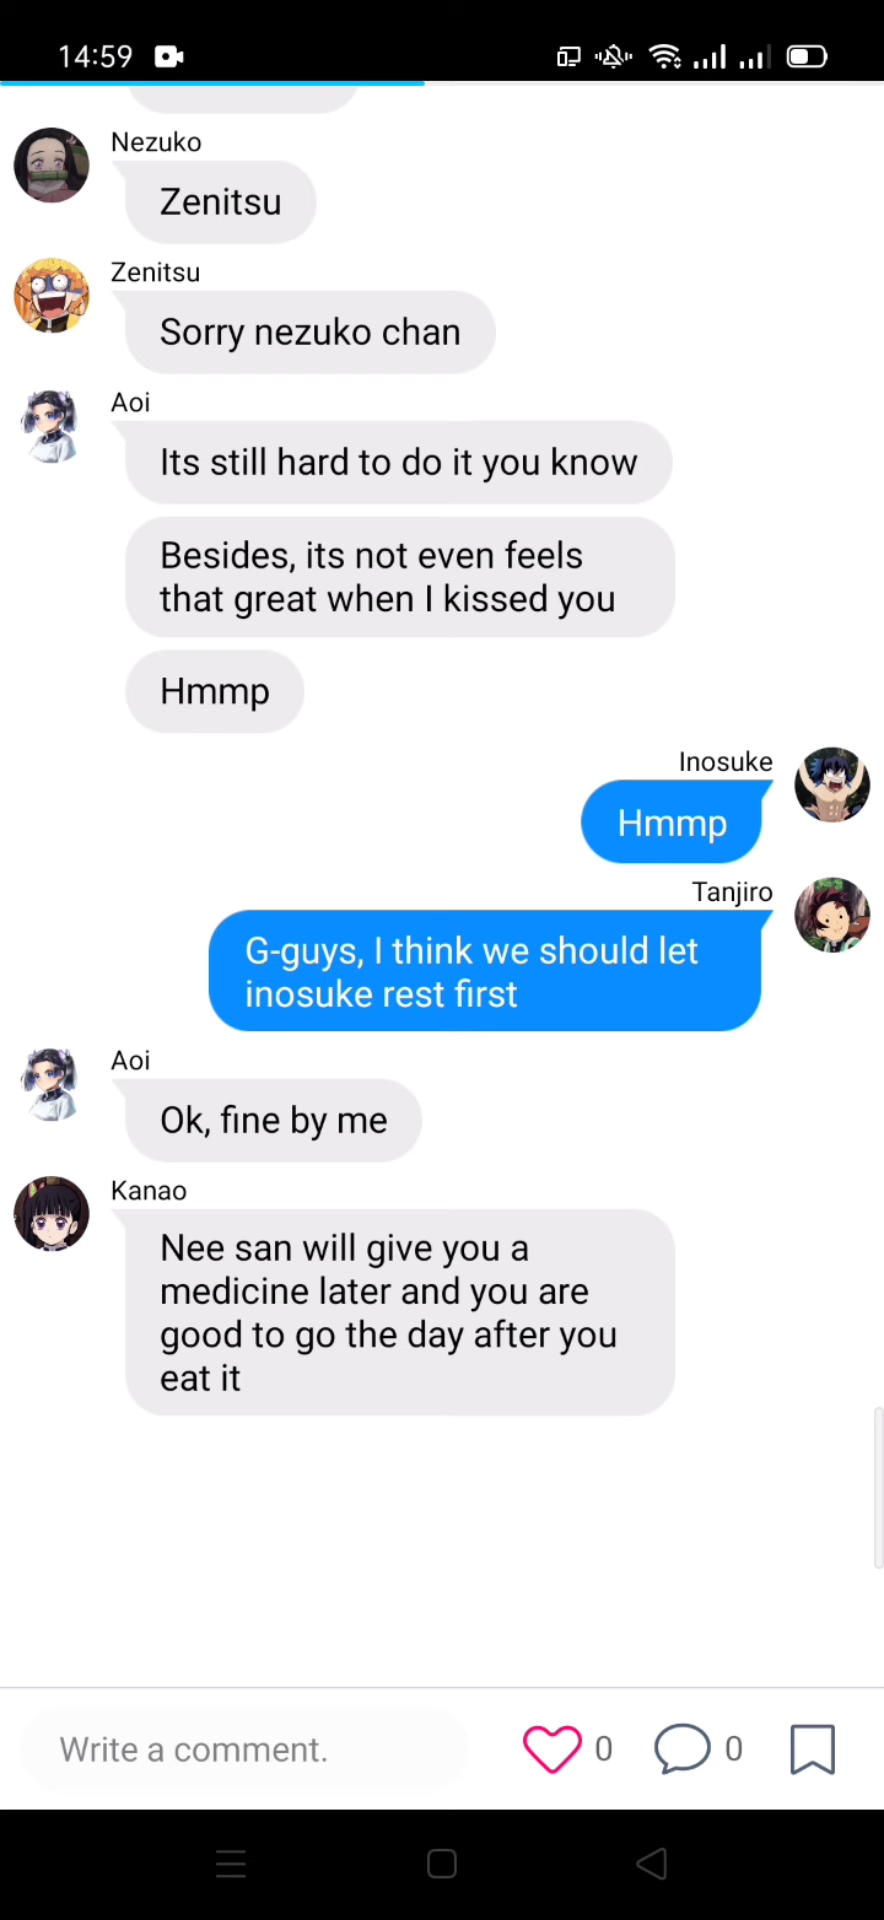 14:59
Nezuko
Zenitsu
Zenitsu
Sorry nezuko chan
Aoi
Its still hard to do it you know
Besides, its not even feels
that great when I kissed you
Hmmp
Inosuke
Hmmp
Tanjiro
G-guys, I think we should let
inosuke rest first
Aoi
Ok, fine by me
Kanao
Nee san will give you a
medicine later and you are
good to go the day after you
eat it
Write a comment.
0
0